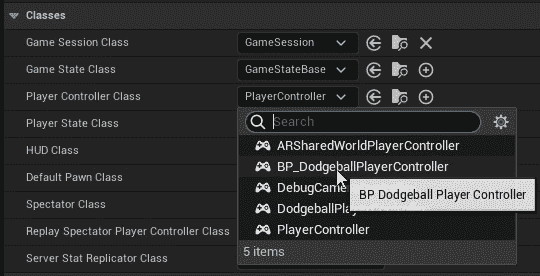 Classes
Game Session Class GameSession
Game State Class GameStateBase
Player Controller Class PlayerController
Player State Class Search
ARSharedWorldPlayerController
HUD Class
BP_DodgeballPlayerController
Default Pawn Class DebugCame
BP Dodgeball Player Controller
Spectator Class DodgeballPlay
Replay Spectator Player Controller Class PlayerController
5 items
Server Stat Replicator Class